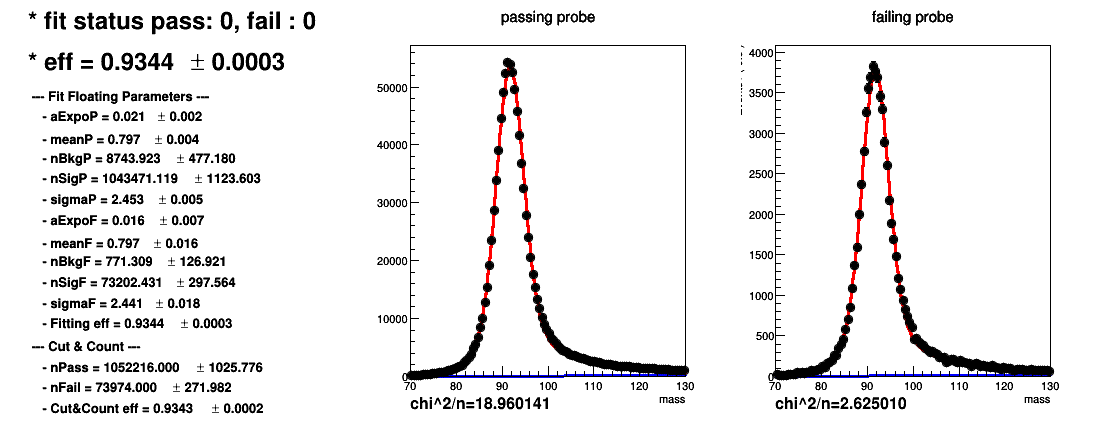 * fit status pass: 0, fail : 0
* eff = 0.9344 ± 0.0003
--- Fit Floating Parameters ---
- aExpoP = 0.021 ± 0.002
- meanP = 0.797 ± 0.004
- nBkgP = 8743.923 ± 477.180
- nSigP = 1043471.119 ± 1123.603
- sigmaP = 2.453 ± 0.005
- aExpoF = 0.016 ± 0.007
- meanF = 0.797 ± 0.016
- nBkgF = 771.309 ± 126.921
- nSigF = 73202.431 ± 297.564
- sigmaF = 2.441 ± 0.018
- Fitting eff = 0.9344 ± 0.0003
--- Cut & Count ---
- nPass = 1052216.000 ± 1025.776
- nFail = 73974.000 ± 271.982
- Cut&Count eff = 0.9343 ± 0.0002
passing probe
50000
40000
30000
20000
10000
0
70 80 90 100 110 120 130
mass
chi^2/n=18.960141
failing probe
4000
3500
3000
2500
2000
1500
1000
500
0
70 80 90 100 110 120 130
mass
chi^2/n=2.625010